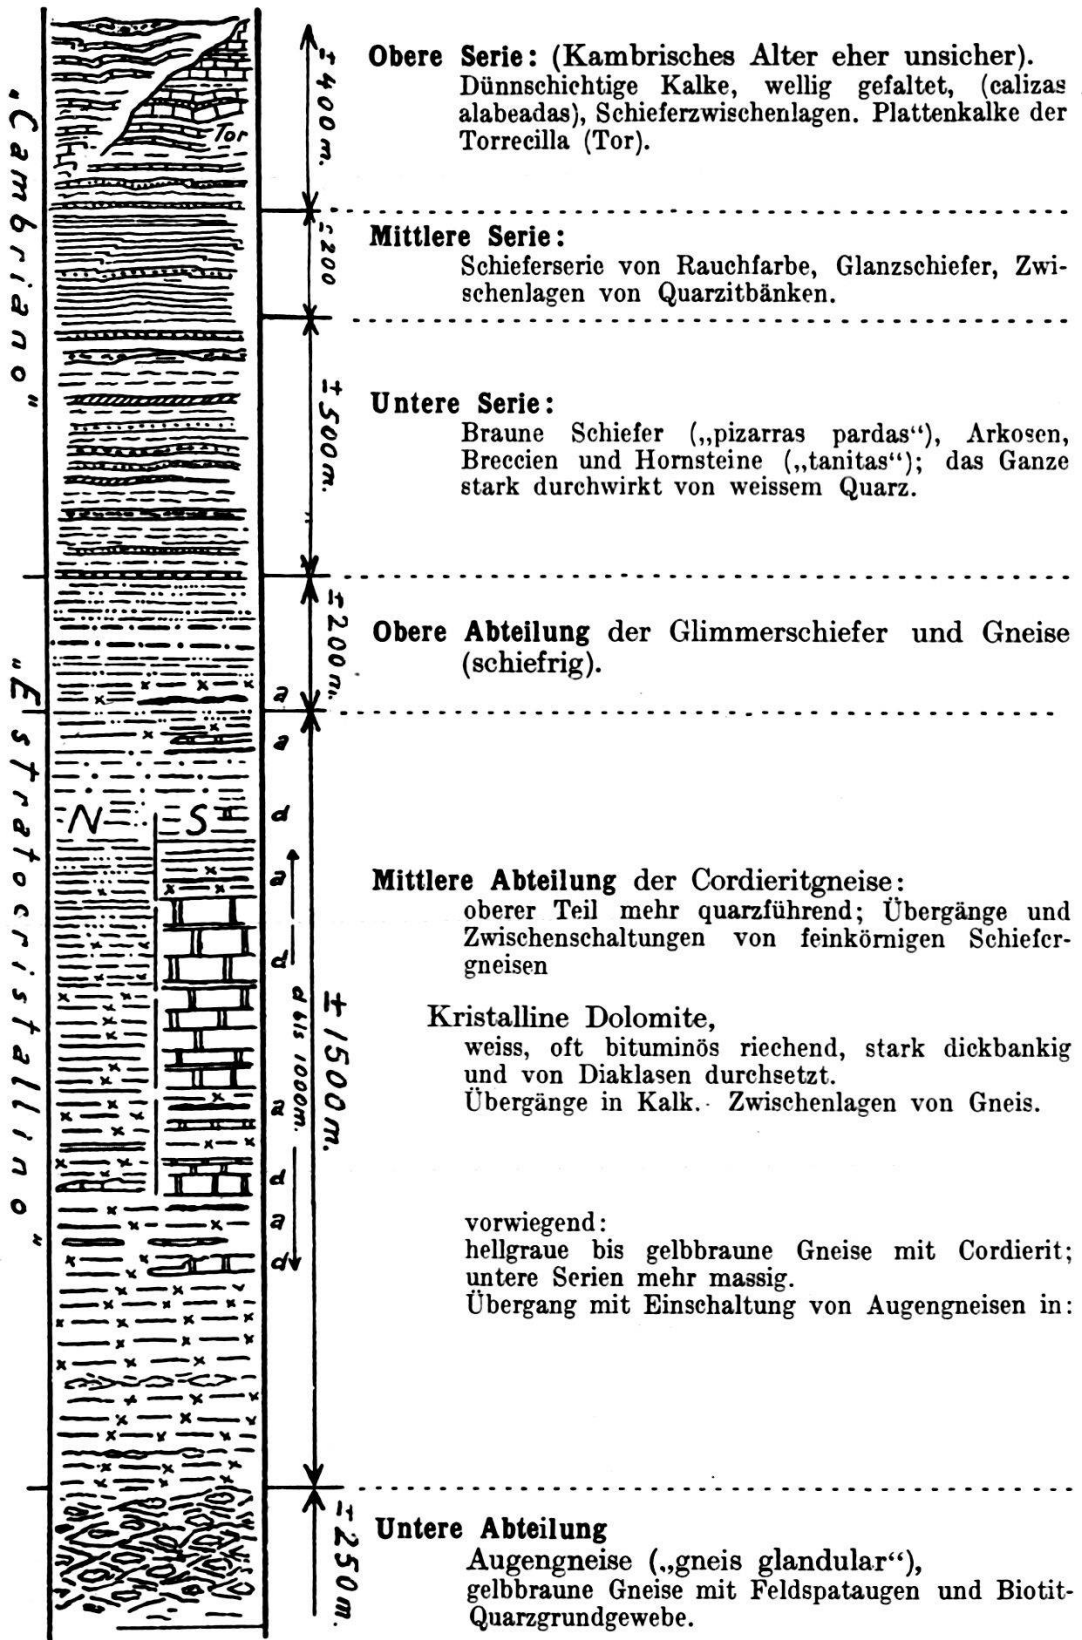 „Cambriano"
„Estratocristallino"
± 400 m.
Tor
Obere Serie: (Kambrisches Alter eher unsicher).
Dünnschichtige Kalke, wellig gefaltet, (calizas
alabeadas), Schieferzwischenlagen. Plattenkalke der
Torrecilla (Tor).
± 200
Mittlere Serie:
Schieferserie von Rauchfarbe, Glanzschiefer, Zwi-
schenlagen von Quarzitbänken.
± 500 m.
Untere Serie:
Braune Schiefer („pizarras pardas“), Arkosen,
Breccien und Hornsteine („tanitas“); das Ganze
stark durchwirkt von weissem Quarz.
± 200 m.
Obere Abteilung der Glimmerschiefer und Gneise
(schiefrig).
a
a
N
S
d
a
d
a
d
a
d
d bis 1000 m.
± 1500 m.
Mittlere Abteilung der Cordieritgneise:
oberer Teil mehr quarzführend; Übergänge und
Zwischenschaltungen von feinkörnigen Schiefer-
gneisen
Kristalline Dolomite,
weiss, oft bituminös riechend, stark dickbankig
und von Diaklasen durchsetzt.
Übergänge in Kalk. Zwischenlagen von Gneis.
vorwiegend:
hellgraue bis gelbbraune Gneise mit Cordierit;
untere Serien mehr massig.
Übergang mit Einschaltung von Augengneisen in:
± 250 m.
Untere Abteilung
Augengneise („gneis glandular“),
gelbbraune Gneise mit Feldspataugen und Biotit-
Quarzgrundgewebe.